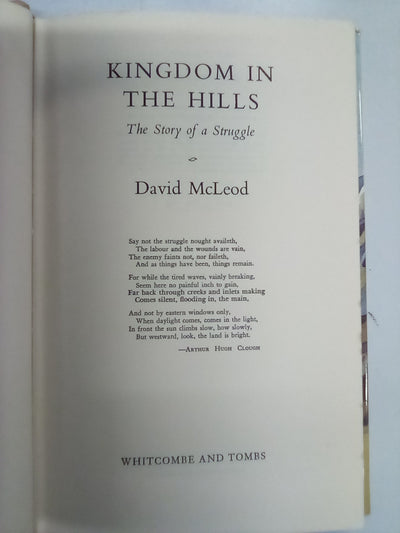 KINGDOM IN
THE HILLS
The Story of a Struggle
David McLeod
Say not the struggle nought availeth,
The labour and the wounds are vain,
The enemy faints not, nor faileth,
And as things have been, things remain.
For while the tired waves, vainly breaking,
Seem here no painful inch to gain,
Far back through creeks and inlets making
Comes silent, flooding in, the main,
And not by eastern windows only,
When daylight comes, comes in the light,
In front the sun climbs slow, how slowly,
But westward, look, the land is bright.
—ARTHUR HUGH CLOUGH
WHITCOMBE AND TOMBS